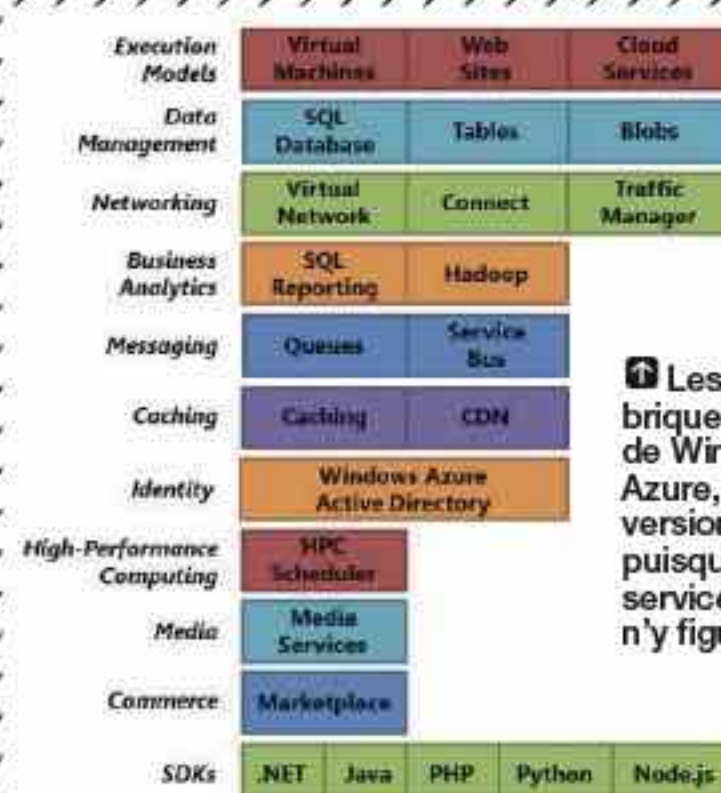 Execution
Models
Virtual
Machines
Web
Sites
Cloud
Services
Data
Management
SQL
Database
Tables
Blobs
Networking
Virtual
Network
Connect
Traffic
Manager
Business
Analytics
SQL
Reporting
Hadoop
Messaging
Queues
Service
Bus
Caching
Caching
CDN
Identity
Windows Azure
Active Directory
High-Performance
Computing
HPC
Scheduler
Media
Media
Services
Commerce
Marketplace
SDKs
.NET
Java
PHP
Python
Node.js
Les
brique
de Win
Azure,
version
puisqu
service
n'y figu